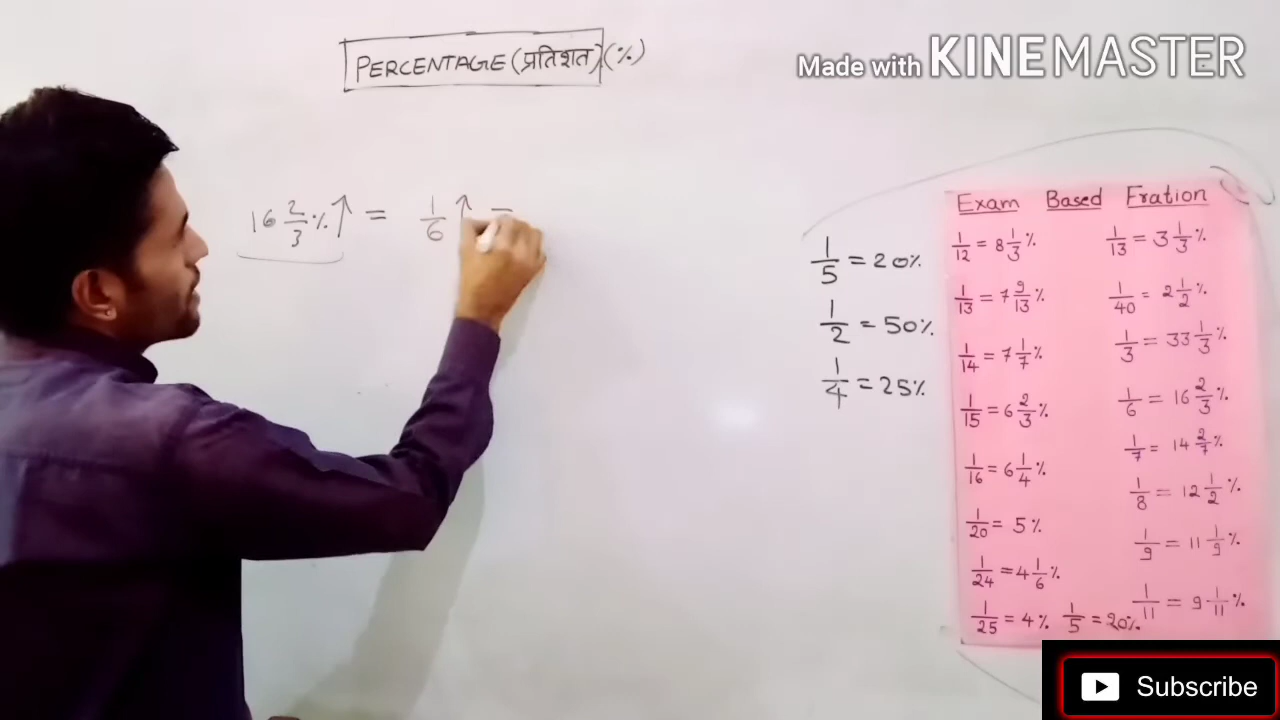 PERCENTAGE (प्रतिशत) (%)
Made with KINEMASTER
16 2/3 % ↑ = 1/6 ↑ =
1/5 = 20%
1/2 = 50%
1/4 = 25%
Exam Based Fration
1/12 = 8 1/3 %
1/13 = 7 9/13 %
1/14 = 7 1/7 %
1/15 = 6 2/3 %
1/16 = 6 1/4 %
1/20 = 5 %
1/24 = 4 1/6 %
1/25 = 4 %
1/5 = 20%
1/13 = 3 1/3 %
1/40 = 2 1/2 %
1/3 = 33 1/3 %
1/6 = 16 2/3 %
1/7 = 14 2/7 %
1/8 = 12 1/2 %
1/9 = 11 1/9 %
1/11 = 9 1/11 %
Subscribe